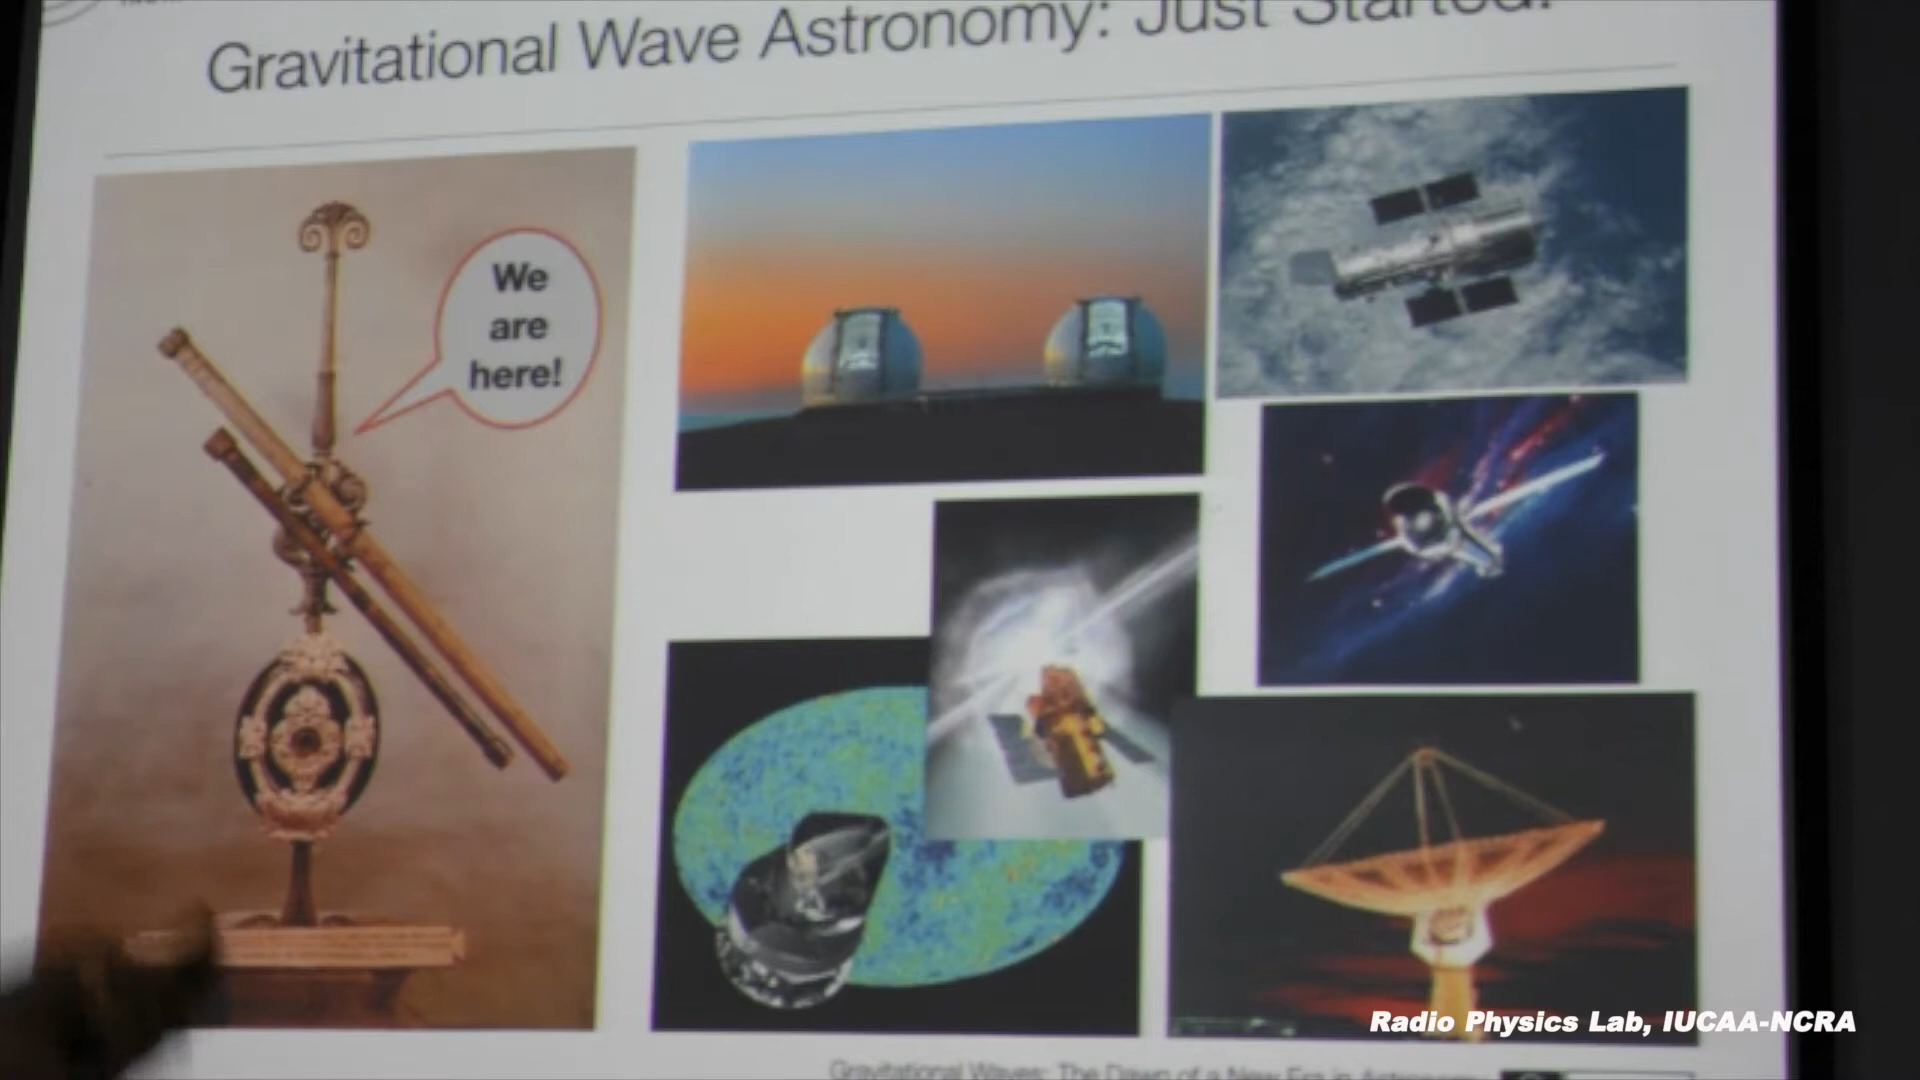 Gravitational Wave Astronomy: Just Started!
We
are
here!
Radio Physics Lab, IUCAA-NCRA
Gravitational Waves: The Dawn of a New Era in Astronomy